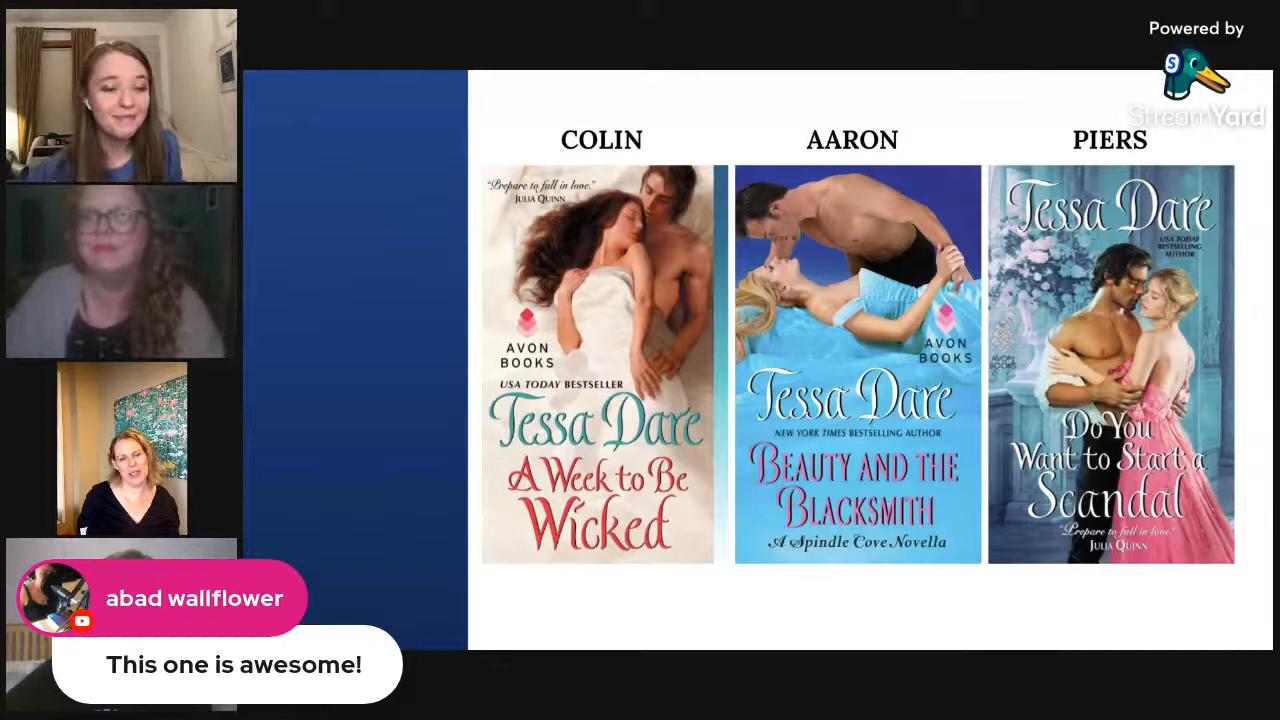 Powered by
S
StreamYard
COLIN
AARON
PIERS
"Prepare to fall in love."
JULIA QUINN
AVON
BOOKS
USA TODAY BESTSELLER
Tessa Dare
A Week to Be
Wicked
AVON
BOOKS
Tessa Dare
NEW YORK TIMES BESTSELLING AUTHOR
BEAUTY AND THE
BLACKSMITH
A Spindle Cove Novella
Tessa Dare
USA TODAY
BESTSELLING
AUTHOR
AVON
BOOKS
Do You
Want to Start a
Scandal
"Prepare to fall in love."
JULIA QUINN
abad wallflower
This one is awesome!